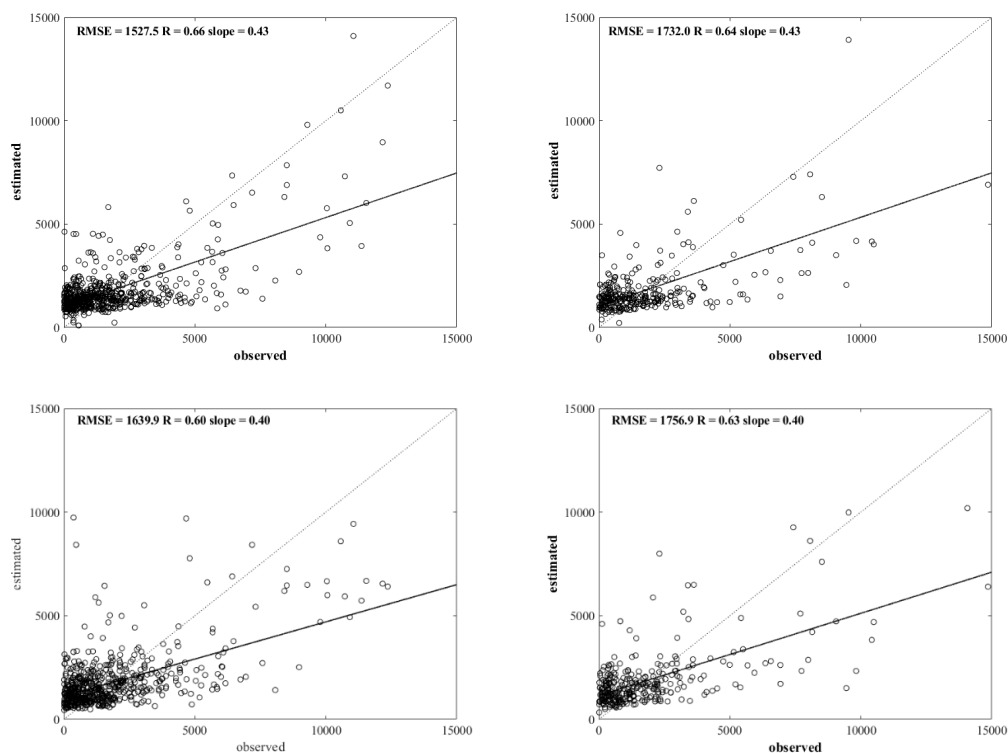 15000
RMSE = 1527.5 R = 0.66 slope = 0.43
10000
estimated
5000
0
0 5000 10000 15000
observed
15000
RMSE = 1732.0 R = 0.64 slope = 0.43
10000
estimated
5000
0
0 5000 10000 15000
observed
15000
RMSE = 1639.9 R = 0.60 slope = 0.40
10000
estimated
5000
0
0 5000 10000 15000
observed
15000
RMSE = 1756.9 R = 0.63 slope = 0.40
10000
estimated
5000
0
0 5000 10000 15000
observed